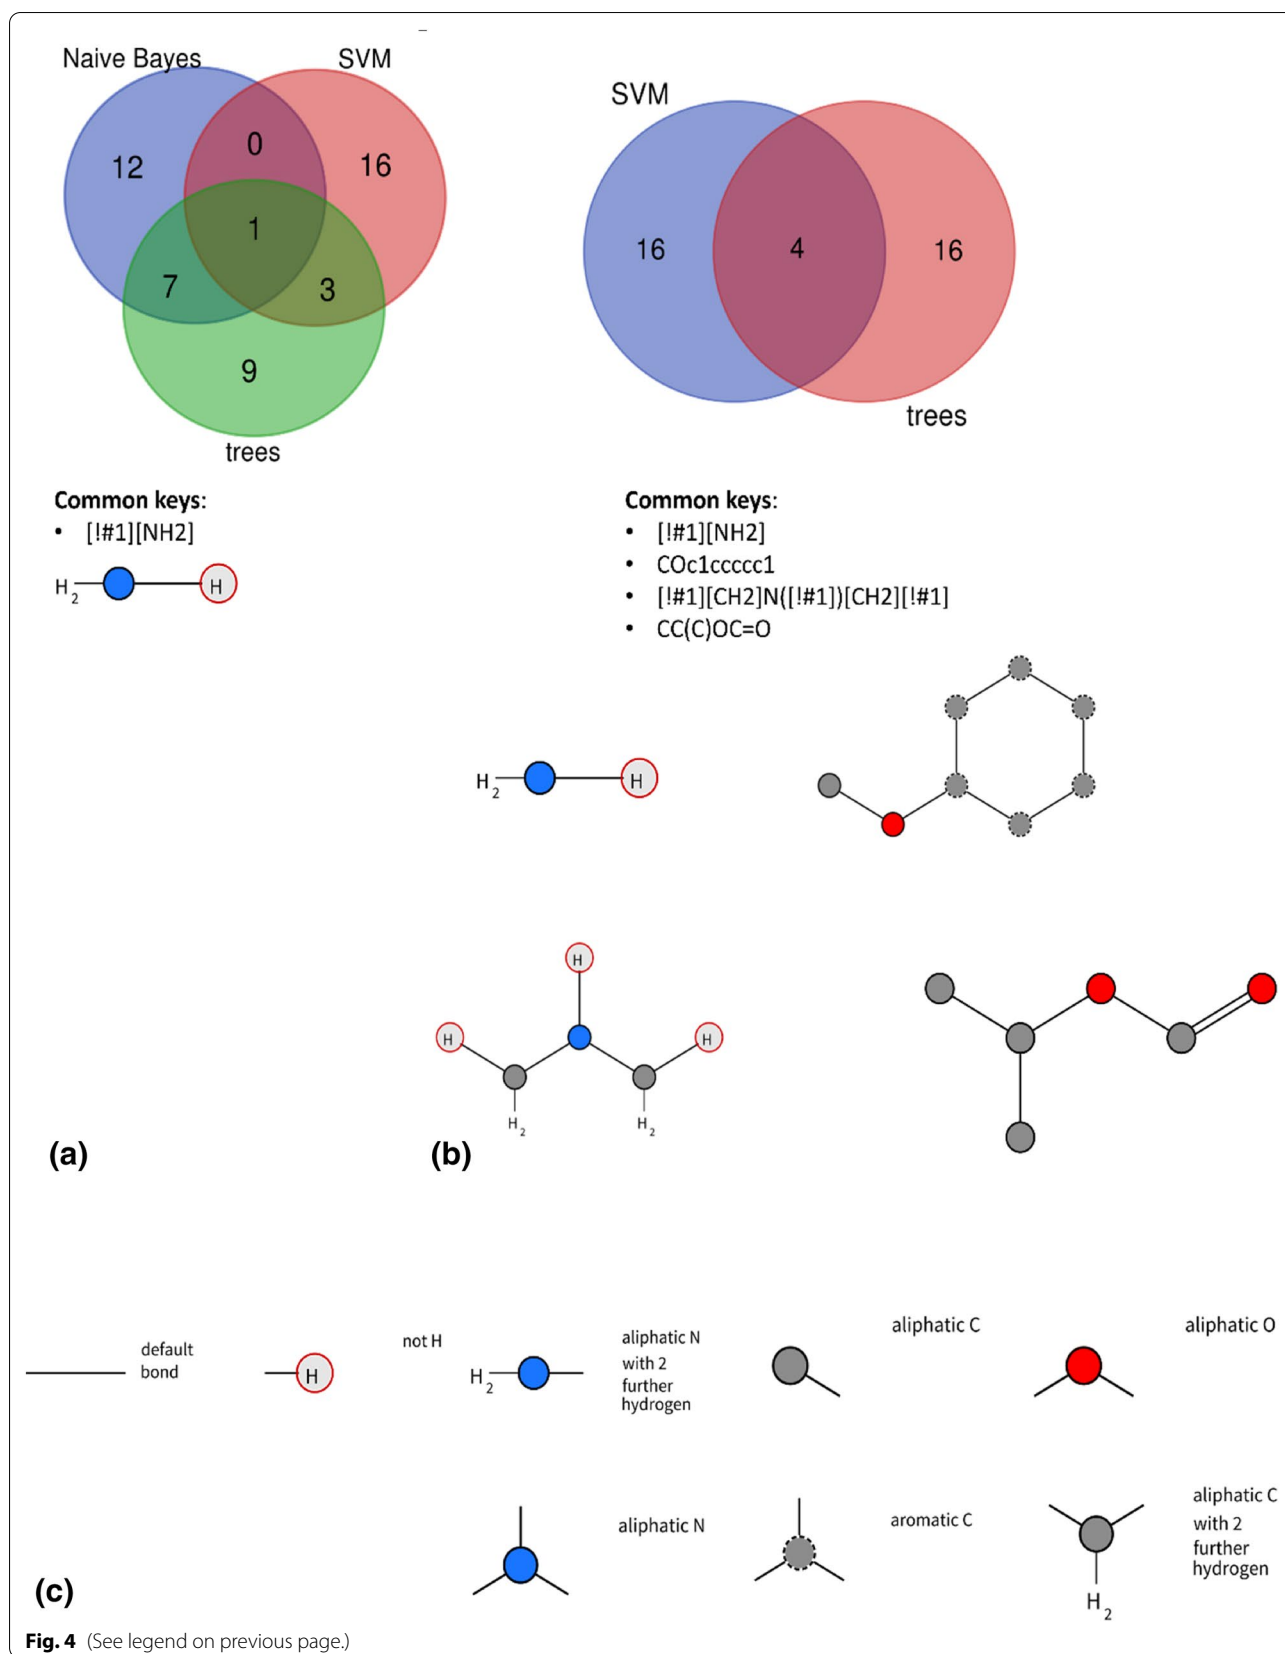 Naive Bayes
SVM
12
0
16
1
7
3
9
trees
SVM
16
4
16
trees
Common keys:
• [!#1][NH2]
H2
H
Common keys:
• [!#1][NH2]
• COc1ccccc1
• [!#1][CH2]N([!#1])[CH2][!#1]
• CC(C)OC=O
H2
H
H
H
H
H2
H2
(a)
(b)
default
bond
H
not H
H2
aliphatic N
with 2
further
hydrogen
aliphatic C
aliphatic O
aliphatic N
aromatic C
aliphatic C
with 2
further
hydrogen
H2
(c)
Fig. 4 (See legend on previous page.)